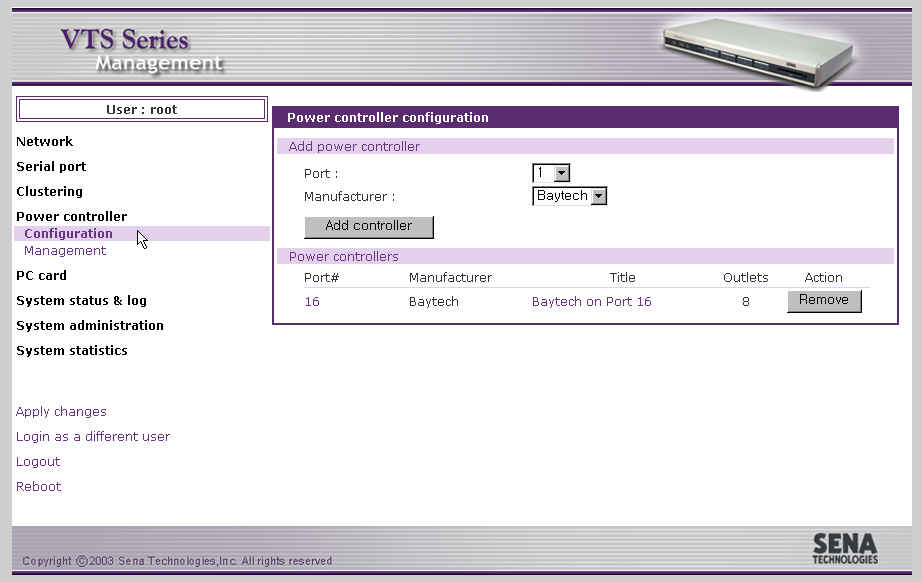 VTS Series
Management
User : root
Network
Serial port
Clustering
Power controller
Configuration
Management
PC card
System status & log
System administration
System statistics
Apply changes
Login as a different user
Logout
Reboot
Power controller configuration
Add power controller
Port : 1
Manufacturer : Baytech
Add controller
Power controllers
Port# Manufacturer Title Outlets Action
16 Baytech Baytech on Port 16 8 Remove
Copyright ©2003 Sena Technologies,Inc. All rights reserved
SENA
TECHNOLOGIES